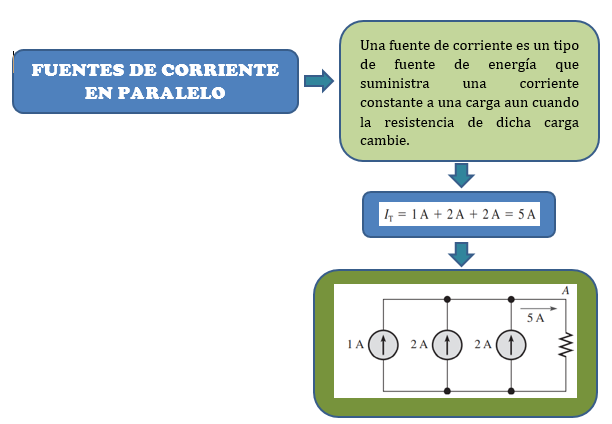 FUENTES DE CORRIENTE
EN PARALELO
Una fuente de corriente es un tipo
de fuente de energía que
suministra una corriente
constante a una carga aun cuando
la resistencia de dicha carga
cambie.
I_T = 1 A + 2 A + 2 A = 5 A
A
5 A
1 A 2 A 2 A